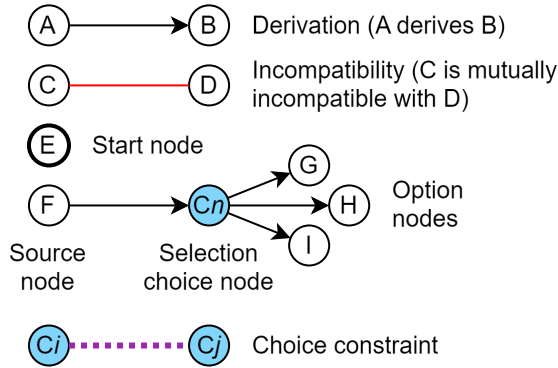 A B Derivation (A derives B)
C D Incompatibility (C is mutually
incompatible with D)
E Start node
G
F Cn H Option
nodes
I
Source Selection
node choice node
Ci Cj Choice constraint